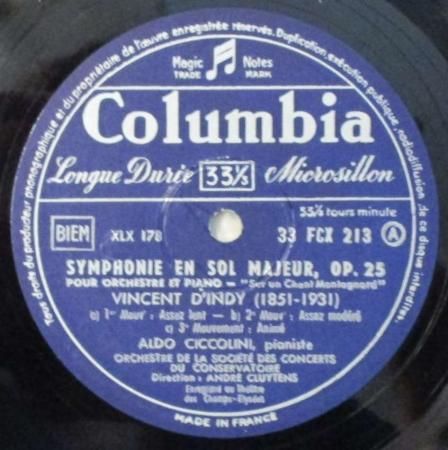 Tous droits du producteur phonographique et du propriétaire de l'œuvre enregistrée réservés. Duplication, exécution publique, radiodiffusion, de ce disque interdites.
Magic Notes
TRADE MARK
Columbia
Longue Durée 33⅓ Microsillon
33⅓ tours minute
BIEM XLX 178 33 FCX 213 A
SYMPHONIE EN SOL MAJEUR, OP. 25
POUR ORCHESTRE ET PIANO - "Sur un Chant Montagnard"
VINCENT D'INDY (1851-1931)
a) 1er Mouvt : Assez lent - b) 2e Mouvt : Assez modéré
c) 3e Mouvement : Animé
ALDO CICCOLINI, pianiste
ORCHESTRE DE LA SOCIÉTÉ DES CONCERTS
DU CONSERVATOIRE
Direction : ANDRÉ CLUYTENS
Enregistré au Théâtre
des Champs-Elysées
MADE IN FRANCE